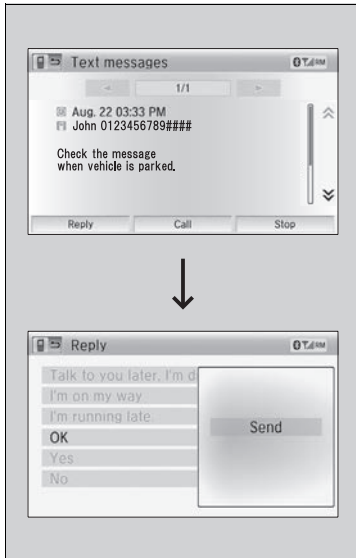 Text messages
1/1
Aug. 22 03:33 PM
John 0123456789####
Check the message
when vehicle is parked.
Reply Call Stop
Reply
Talk to you later, I'm d
I'm on my way.
I'm running late.
OK
Yes
No
Send